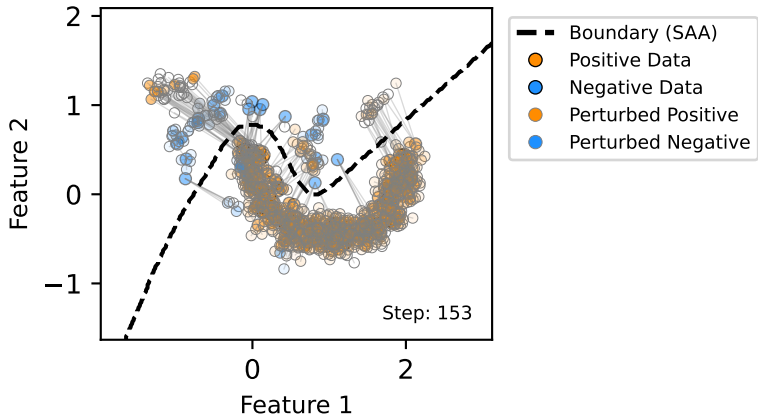 2
1
0
−1
Feature 2
0
2
Feature 1
Step: 153
Boundary (SAA)
Positive Data
Negative Data
Perturbed Positive
Perturbed Negative